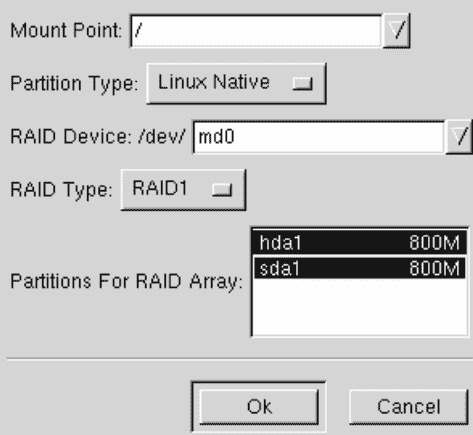 Mount Point: /
Partition Type: Linux Native
RAID Device: /dev/ md0
RAID Type: RAID1
hda1 800M
sda1 800M
Partitions For RAID Array:
Ok Cancel